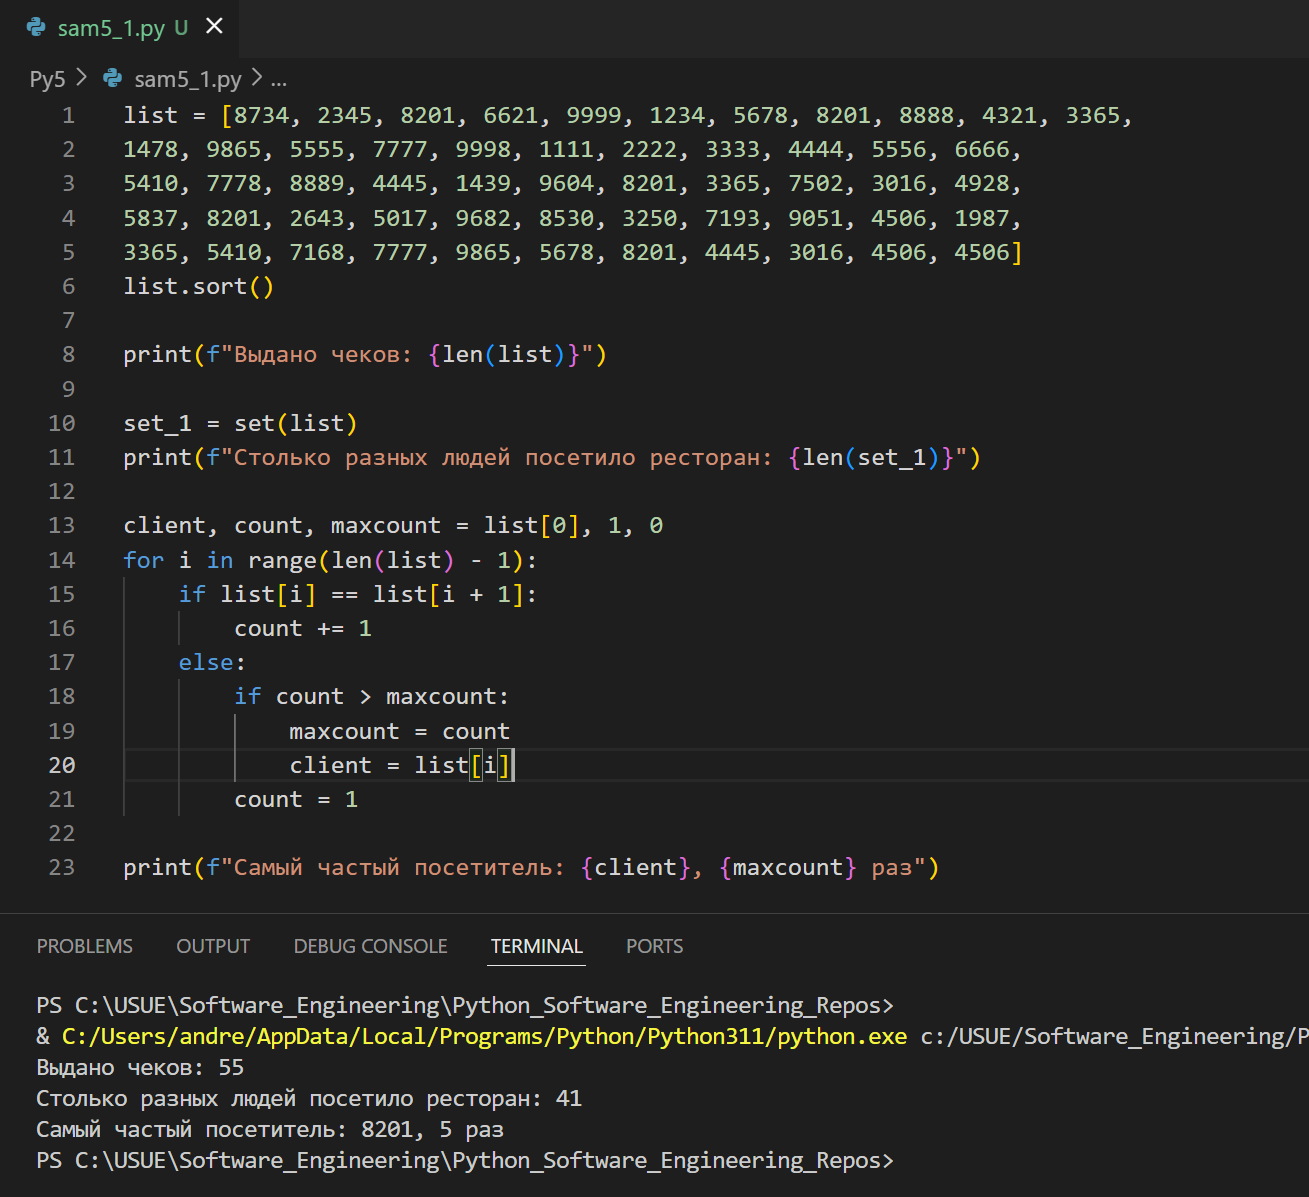 sam5_1.py U
Py5 > sam5_1.py > ...
1 list = [8734, 2345, 8201, 6621, 9999, 1234, 5678, 8201, 8888, 4321, 3365,
2 1478, 9865, 5555, 7777, 9998, 1111, 2222, 3333, 4444, 5556, 6666,
3 5410, 7778, 8889, 4445, 1439, 9604, 8201, 3365, 7502, 3016, 4928,
4 5837, 8201, 2643, 5017, 9682, 8530, 3250, 7193, 9051, 4506, 1987,
5 3365, 5410, 7168, 7777, 9865, 5678, 8201, 4445, 3016, 4506, 4506]
6 list.sort()
7
8 print(f"Выдано чеков: {len(list)}")
9
10 set_1 = set(list)
11 print(f"Столько разных людей посетило ресторан: {len(set_1)}")
12
13 client, count, maxcount = list[0], 1, 0
14 for i in range(len(list) - 1):
15     if list[i] == list[i + 1]:
16         count += 1
17     else:
18         if count > maxcount:
19             maxcount = count
20             client = list[i]
21         count = 1
22
23 print(f"Самый частый посетитель: {client}, {maxcount} раз")
PROBLEMS OUTPUT DEBUG CONSOLE TERMINAL PORTS
PS C:\USUE\Software_Engineering\Python_Software_Engineering_Repos>
& C:/Users/andre/AppData/Local/Programs/Python/Python311/python.exe c:/USUE/Software_Engineering/P
Выдано чеков: 55
Столько разных людей посетило ресторан: 41
Самый частый посетитель: 8201, 5 раз
PS C:\USUE\Software_Engineering\Python_Software_Engineering_Repos>